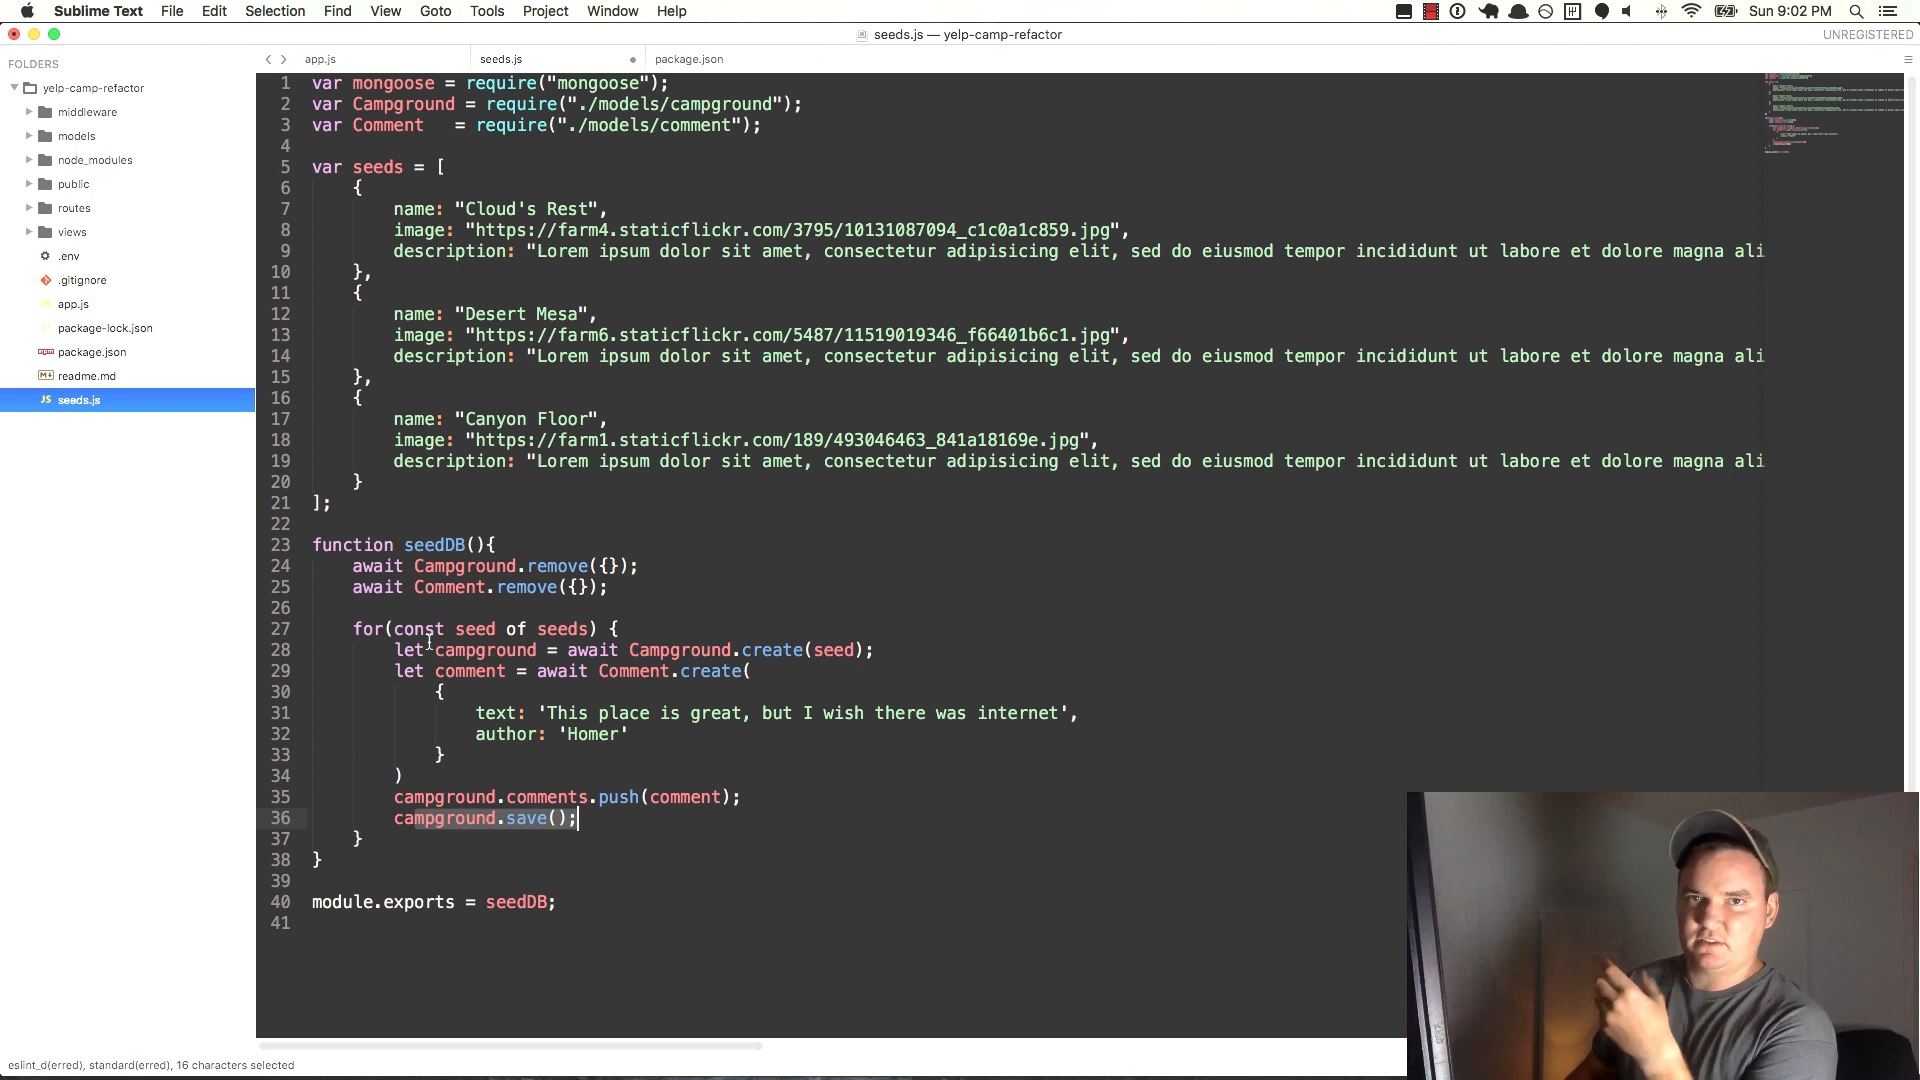 Sublime Text File Edit Selection Find View Goto Tools Project Window Help Sun 9:02 PM
seeds.js — yelp-camp-refactor UNREGISTERED
FOLDERS
yelp-camp-refactor
middleware
models
node_modules
public
routes
views
.env
.gitignore
app.js
package-lock.json
package.json
readme.md
JS seeds.js
app.js seeds.js package.json
1 var mongoose = require("mongoose");
2 var Campground = require("./models/campground");
3 var Comment   = require("./models/comment");
4
5 var seeds = [
6     {
7         name: "Cloud's Rest",
8         image: "https://farm4.staticflickr.com/3795/10131087094_c1c0a1c859.jpg",
9         description: "Lorem ipsum dolor sit amet, consectetur adipisicing elit, sed do eiusmod tempor incididunt ut labore et dolore magna ali
10     },
11     {
12         name: "Desert Mesa",
13         image: "https://farm6.staticflickr.com/5487/11519019346_f66401b6c1.jpg",
14         description: "Lorem ipsum dolor sit amet, consectetur adipisicing elit, sed do eiusmod tempor incididunt ut labore et dolore magna ali
15     },
16     {
17         name: "Canyon Floor",
18         image: "https://farm1.staticflickr.com/189/493046463_841a18169e.jpg",
19         description: "Lorem ipsum dolor sit amet, consectetur adipisicing elit, sed do eiusmod tempor incididunt ut labore et dolore magna ali
20     }
21 ];
22
23 function seedDB(){
24     await Campground.remove({});
25     await Comment.remove({});
26
27     for(const seed of seeds) {
28         let campground = await Campground.create(seed);
29         let comment = await Comment.create(
30             {
31                 text: 'This place is great, but I wish there was internet',
32                 author: 'Homer'
33             }
34         )
35         campground.comments.push(comment);
36         campground.save();
37     }
38 }
39
40 module.exports = seedDB;
41
eslint_d(erred), standard(erred), 16 characters selected